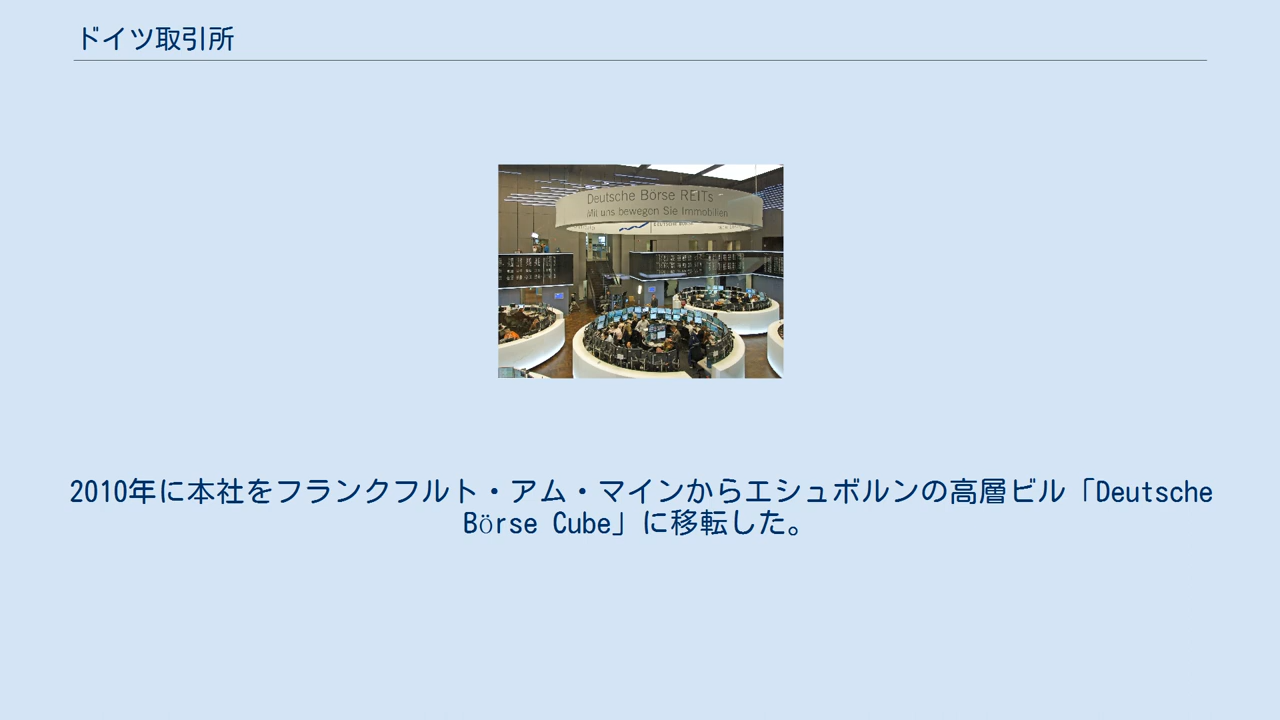 ドイツ取引所
Deutsche Börse REITs
Mit uns bewegen Sie Immobilien
2010年に本社をフランクフルト・アム・マインからエシュボルンの高層ビル「Deutsche
Börse Cube」に移転した。